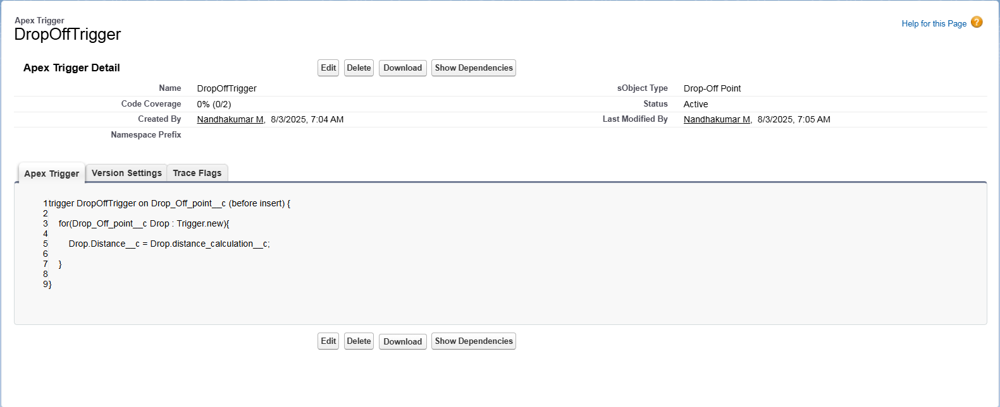 Apex Trigger
DropOffTrigger
Help for this Page ?
Apex Trigger Detail
Edit Delete Download Show Dependencies
Name DropOffTrigger sObject Type Drop-Off Point
Code Coverage 0% (0/2) Status Active
Created By Nandhakumar M, 8/3/2025, 7:04 AM Last Modified By Nandhakumar M, 8/3/2025, 7:05 AM
Namespace Prefix
Apex Trigger Version Settings Trace Flags
1 trigger DropOffTrigger on Drop_Off_point__c (before insert) {
2
3 for(Drop_Off_point__c Drop : Trigger.new){
4
5 Drop.Distance__c = Drop.distance_calculation__c;
6
7 }
8
9 }
Edit Delete Download Show Dependencies